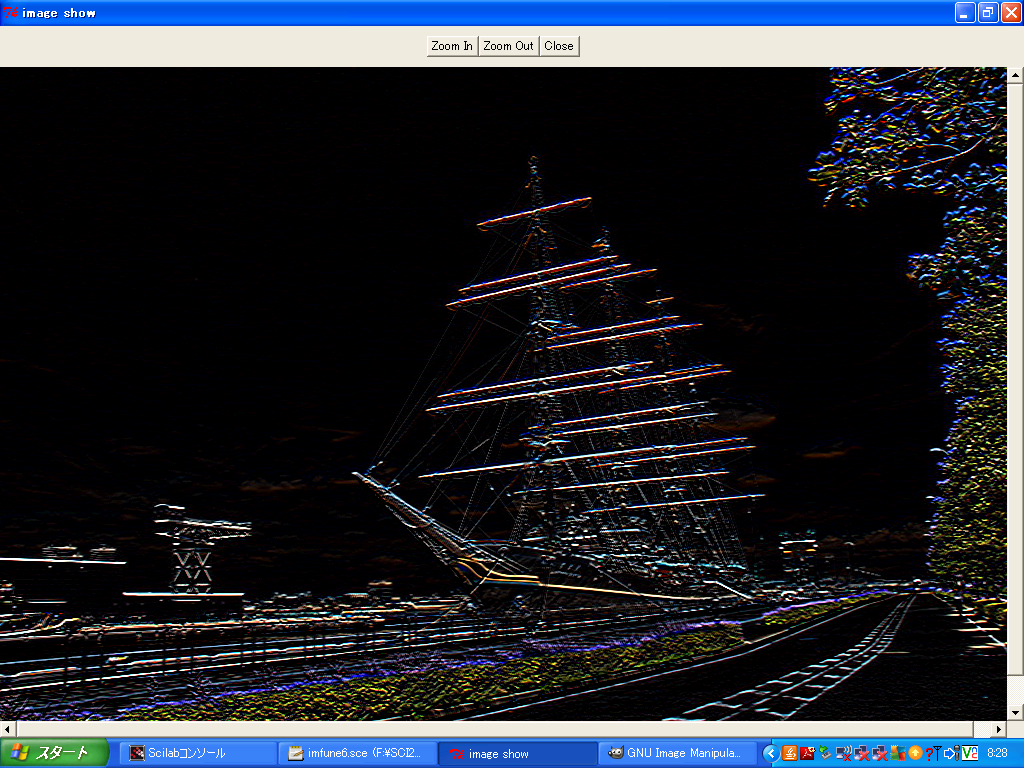 image show
Zoom In Zoom Out Close
スタート Scilabコンソール imfune6.sce (F:¥SCI2... image show GNU Image Manipula... V2 8:28